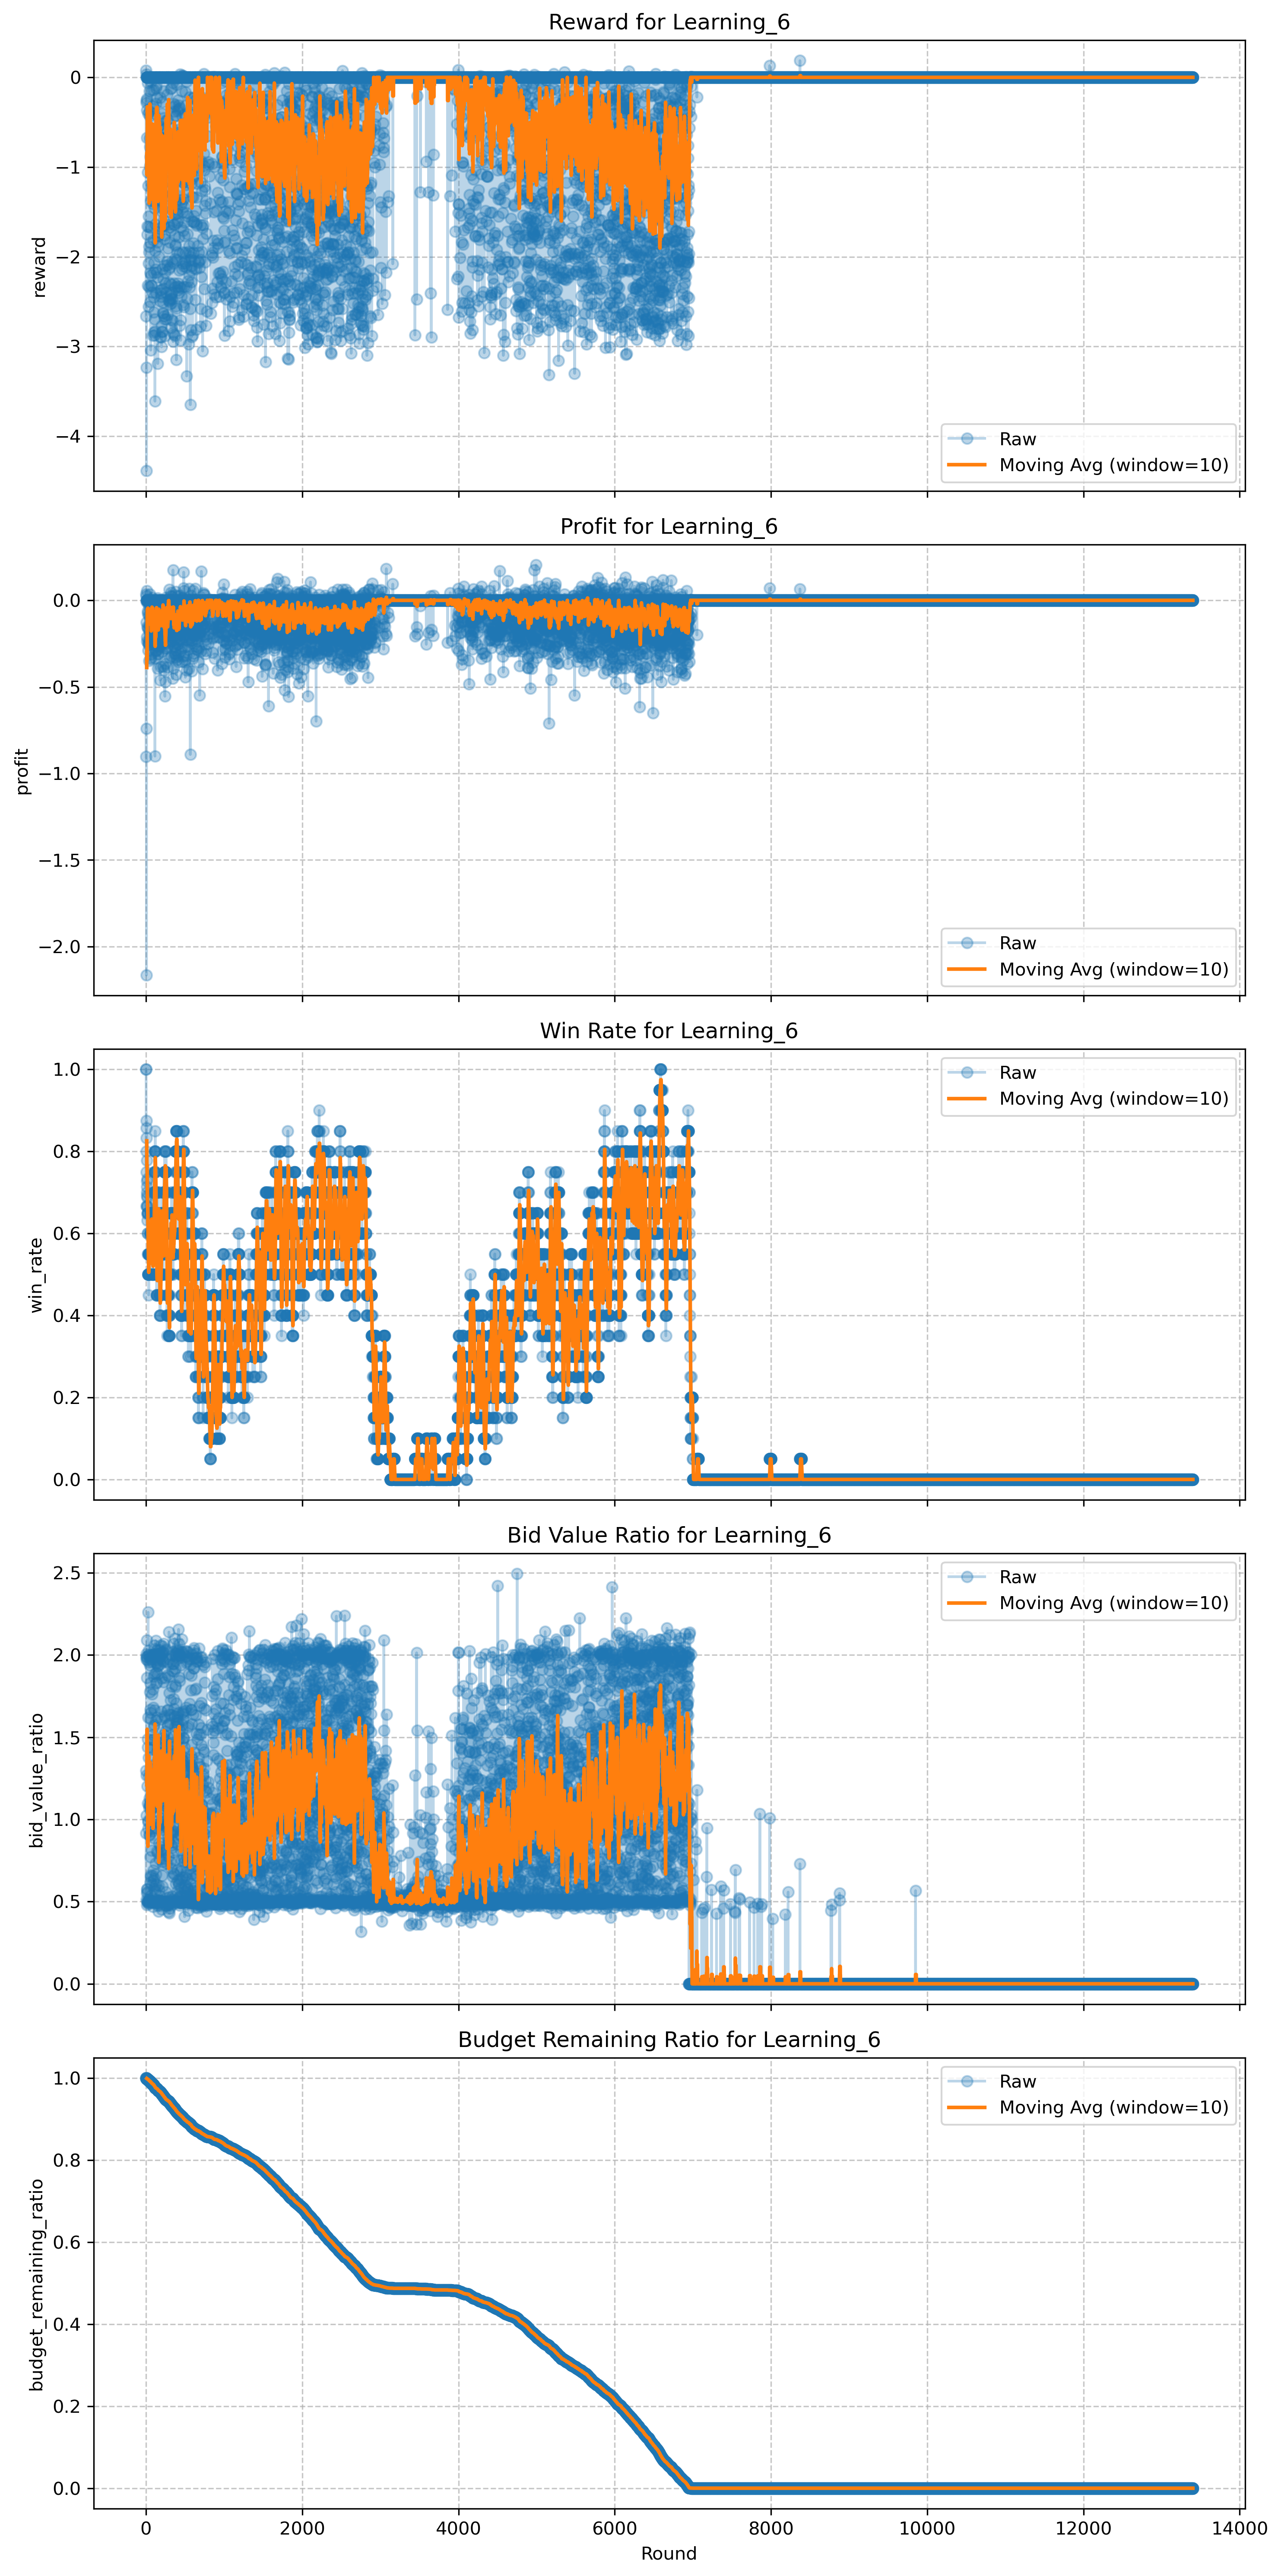 Reward for Learning_6
0
−1
−2
−3
−4
reward
Raw
Moving Avg (window=10)
Profit for Learning_6
0.0
−0.5
−1.0
−1.5
−2.0
profit
Raw
Moving Avg (window=10)
Win Rate for Learning_6
1.0
0.8
0.6
0.4
0.2
0.0
win_rate
Raw
Moving Avg (window=10)
Bid Value Ratio for Learning_6
2.5
2.0
1.5
1.0
0.5
0.0
bid_value_ratio
Raw
Moving Avg (window=10)
Budget Remaining Ratio for Learning_6
1.0
0.8
0.6
0.4
0.2
0.0
budget_remaining_ratio
Raw
Moving Avg (window=10)
0 2000 4000 6000 8000 10000 12000 14000
Round